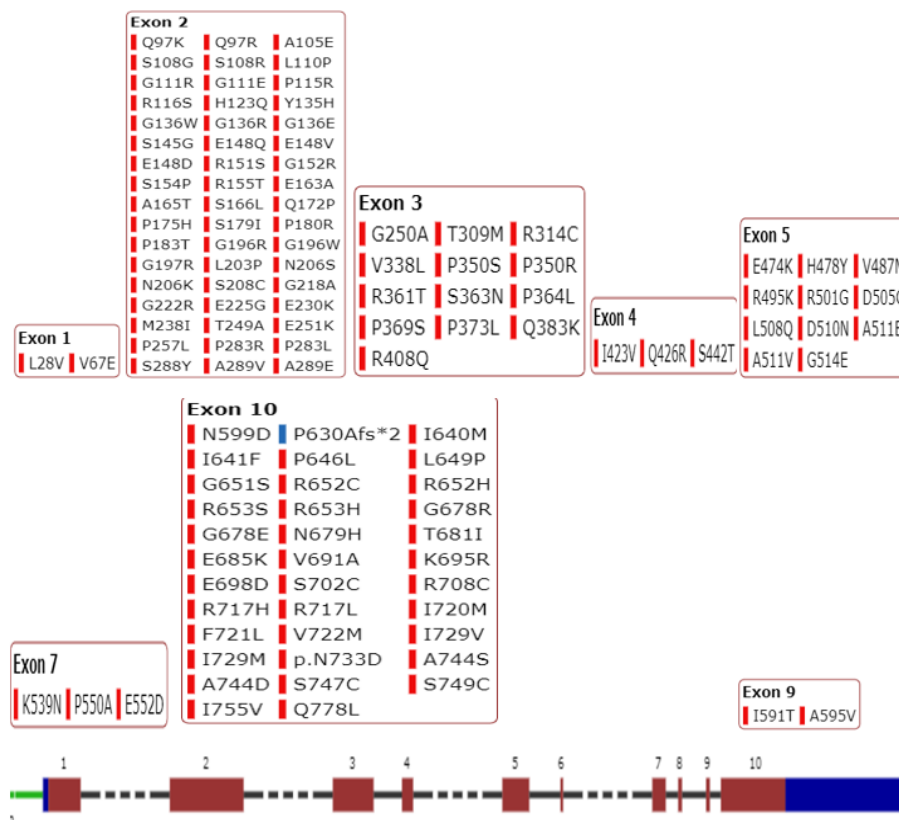 Exon 1
L28V V67E
Exon 2
Q97K Q97R A105E
S108G S108R L110P
G111R G111E P115R
R116S H123Q Y135H
G136W G136R G136E
S145G E148Q E148V
E148D R151S G152R
S154P R155T E163A
A165T S166L Q172P
P175H S179I P180R
P183T G196R G196W
G197R L203P N206S
N206K S208C G218A
G222R E225G E230K
M238I T249A E251K
P257L P283R P283L
S288Y A289V A289E
Exon 3
G250A T309M R314C
V338L P350S P350R
R361T S363N P364L
P369S P373L Q383K
R408Q
Exon 4
I423V Q426R S442T
Exon 5
E474K H478Y V487M
R495K R501G
L508Q D510N A511E
A511V G514E
Exon 7
K539N P550A E552D
Exon 10
N599D P630Afs*2 I640M
I641F P646L L649P
G651S R652C R652H
R653S R653H G678R
G678E N679H T681I
E685K V691A K695R
E698D S702C R708C
R717H R717L I720M
F721L V722M I729V
I729M p.N733D A744S
A744D S747C S749C
I755V Q778L
Exon 9
I591T A595V
1 2 3 4 5 6 7 8 9 10